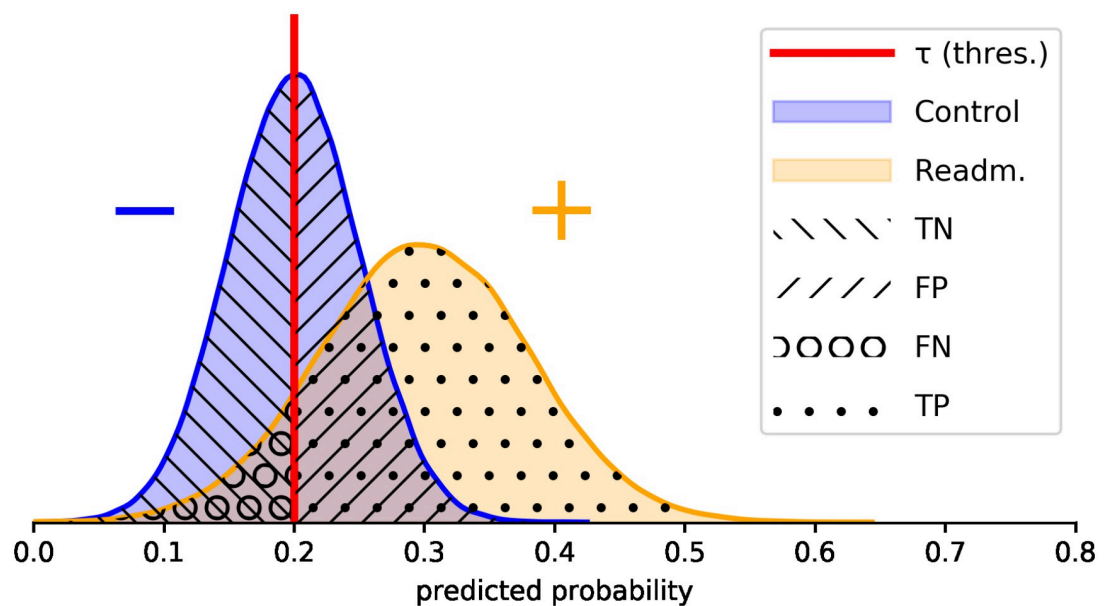 τ (thres.)
Control
Readm.
TN
FP
FN
TP
− +
0.0 0.1 0.2 0.3 0.4 0.5 0.6 0.7 0.8
predicted probability